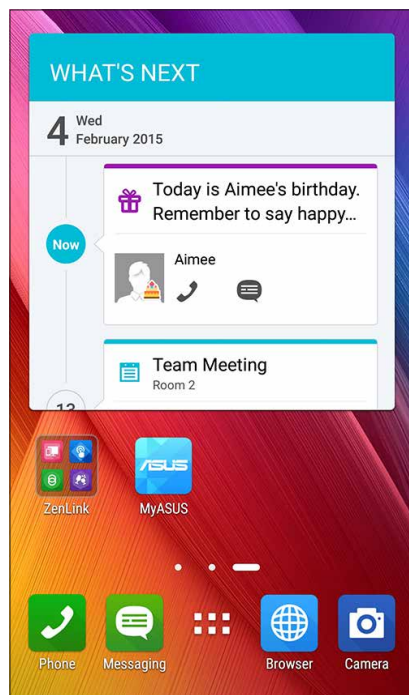 WHAT'S NEXT
4
Wed
February 2015
Today is Aimee's birthday.
Remember to say happy...
Now
Aimee
Team Meeting
Room 2
ASUS
ZenLink
MyASUS
Phone
Messaging
Browser
Camera